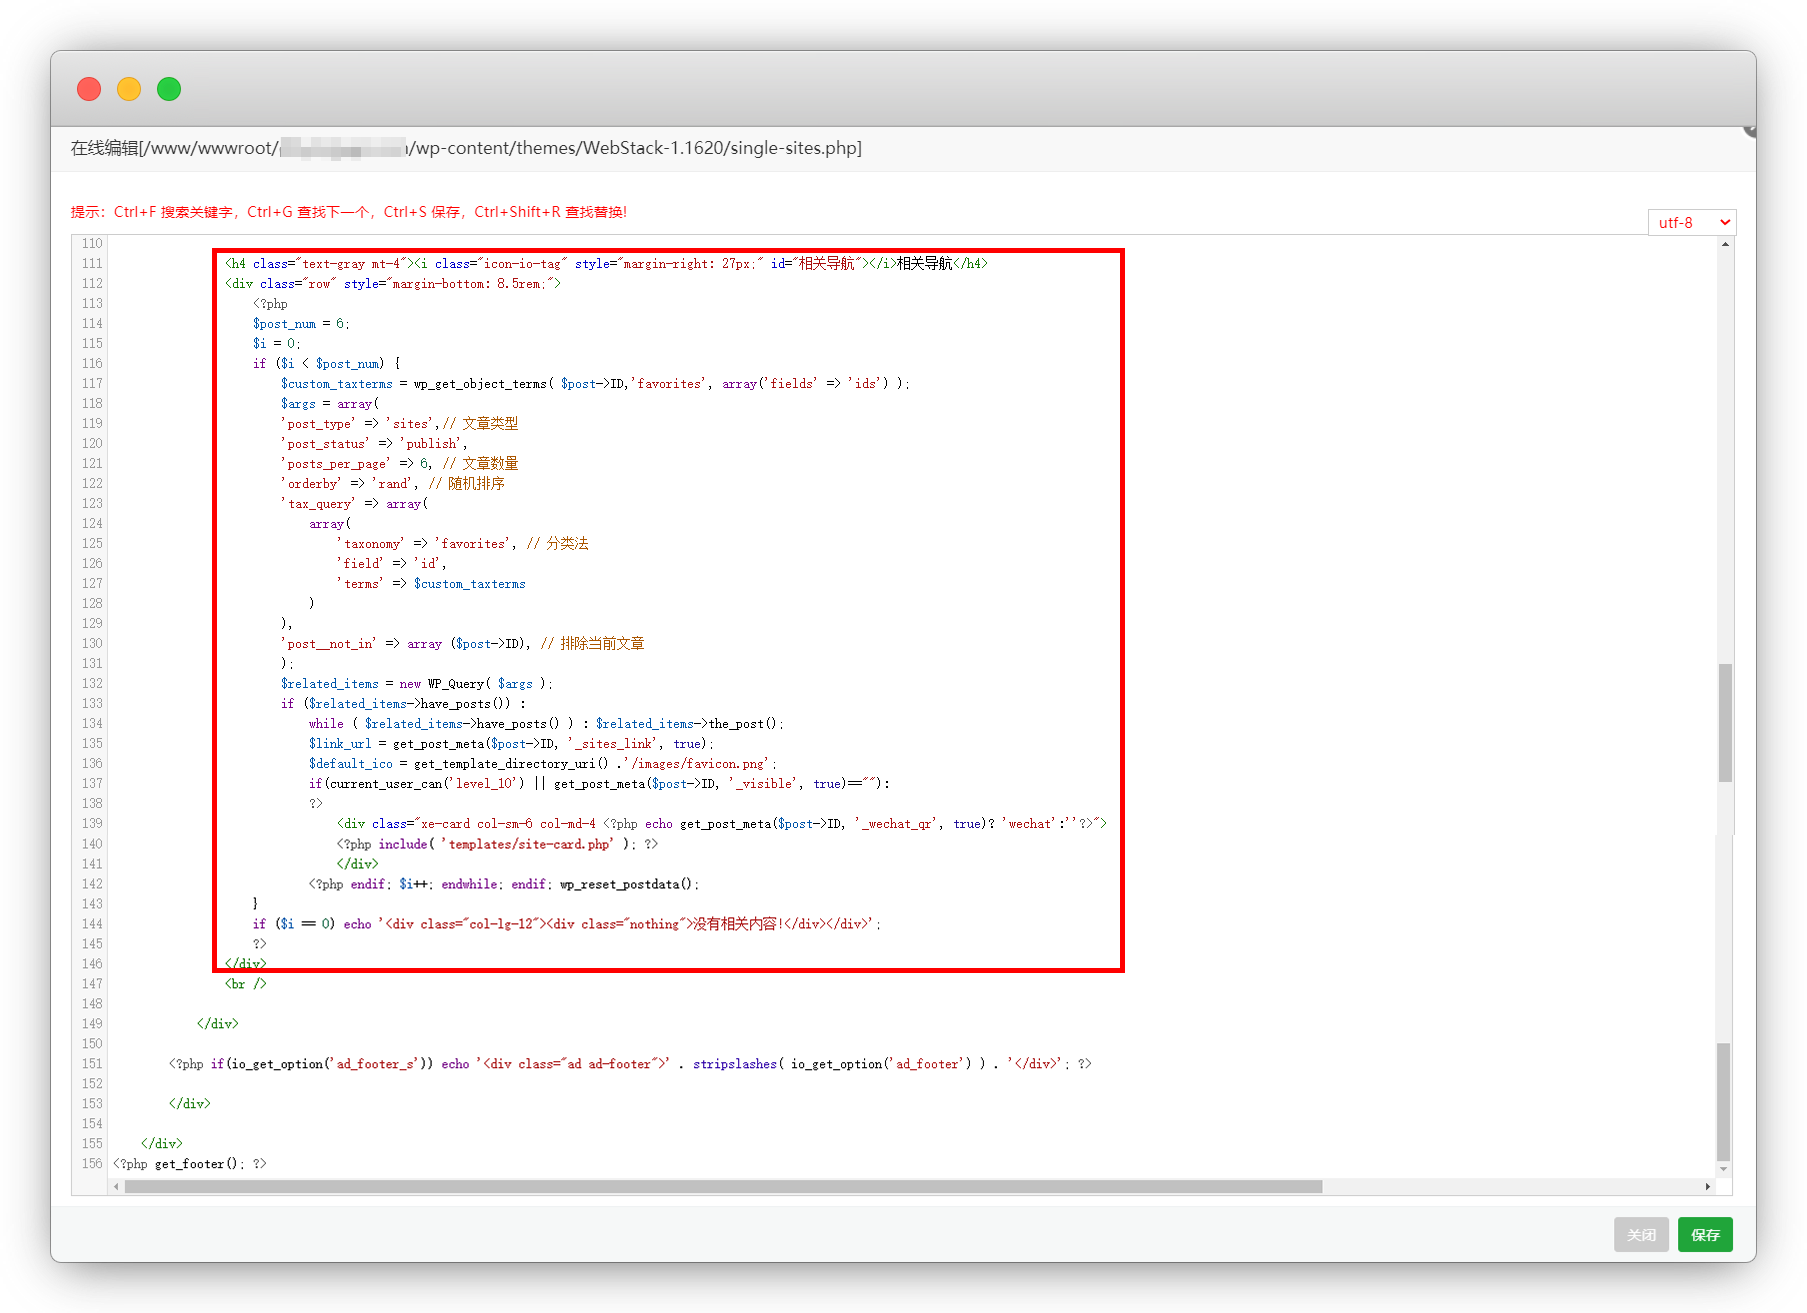 在线编辑[/www/wwwroot/ /wp-content/themes/WebStack-1.1620/single-sites.php]
提示：Ctrl+F 搜索关键字，Ctrl+G 查找下一个，Ctrl+S 保存，Ctrl+Shift+R 查找替换!
utf-8
110
111 <h4 class="text-gray mt-4"><i class="icon-io-tag" style="margin-right: 27px;" id="相关导航"></i>相关导航</h4>
112 <div class="row" style="margin-bottom: 8.5rem;">
113 <?php
114 $post_num = 6;
115 $i = 0;
116 if ($i < $post_num) {
117 $custom_taxterms = wp_get_object_terms( $post->ID,'favorites', array('fields' => 'ids') );
118 $args = array(
119 'post_type' => 'sites',// 文章类型
120 'post_status' => 'publish',
121 'posts_per_page' => 6, // 文章数量
122 'orderby' => 'rand', // 随机排序
123 'tax_query' => array(
124 array(
125 'taxonomy' => 'favorites', // 分类法
126 'field' => 'id',
127 'terms' => $custom_taxterms
128 )
129 ),
130 'post__not_in' => array ($post->ID), // 排除当前文章
131 );
132 $related_items = new WP_Query( $args );
133 if ($related_items->have_posts()) :
134 while ( $related_items->have_posts() ) : $related_items->the_post();
135 $link_url = get_post_meta($post->ID, '_sites_link', true);
136 $default_ico = get_template_directory_uri() .'/images/favicon.png';
137 if(current_user_can('level_10') || get_post_meta($post->ID, '_visible', true)==""):
138 ?>
139 <div class="xe-card col-sm-6 col-md-4 <?php echo get_post_meta($post->ID, '_wechat_qr', true)? 'wechat':''?>">
140 <?php include( 'templates/site-card.php' ); ?>
141 </div>
142 <?php endif; $i++; endwhile; endif; wp_reset_postdata();
143 }
144 if ($i == 0) echo '<div class="col-lg-12"><div class="nothing">没有相关内容!</div></div>';
145 ?>
146 </div>
147 <br />
148
149 </div>
150
151 <?php if(io_get_option('ad_footer_s')) echo '<div class="ad ad-footer">' . stripslashes( io_get_option('ad_footer') ) . '</div>'; ?>
152
153 </div>
154
155 </div>
156 <?php get_footer(); ?>
关闭
保存